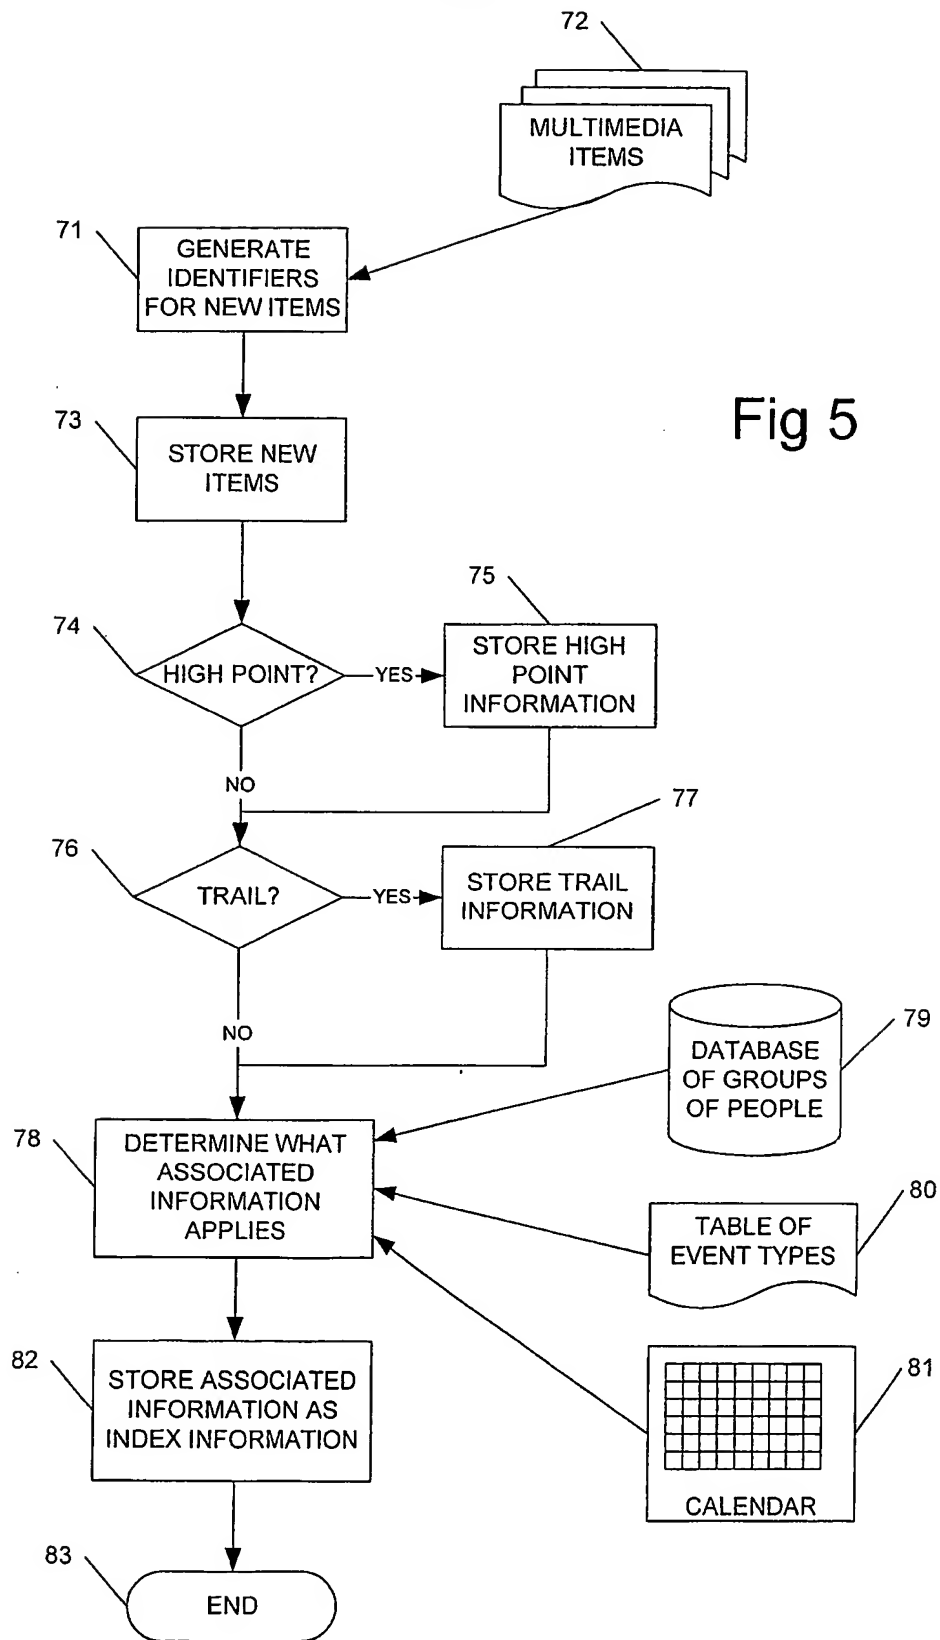 72
MULTIMEDIA
ITEMS
71
GENERATE
IDENTIFIERS
FOR NEW ITEMS
Fig 5
73
STORE NEW
ITEMS
75
74
HIGH POINT?
YES
STORE HIGH
POINT
INFORMATION
NO
77
76
TRAIL?
YES
STORE TRAIL
INFORMATION
NO
79
DATABASE
OF GROUPS
OF PEOPLE
78
DETERMINE WHAT
ASSOCIATED
INFORMATION
APPLIES
80
TABLE OF
EVENT TYPES
82
STORE ASSOCIATED
INFORMATION AS
INDEX INFORMATION
81
CALENDAR
83
END